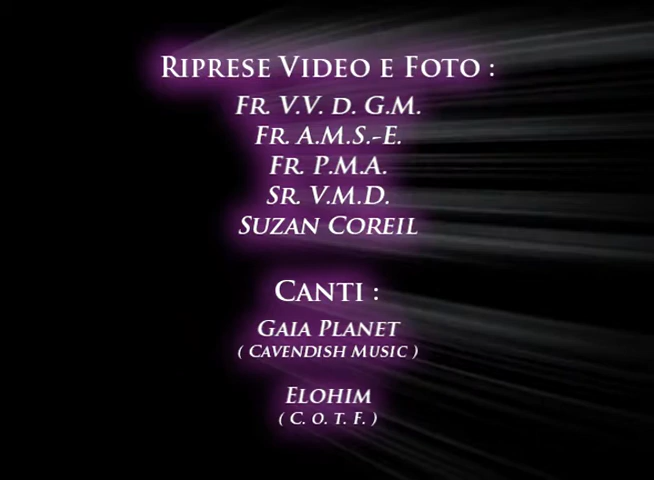 Riprese Video e Foto :
Fr. V.V. d. G.M.
Fr. A.M.S.-E.
Fr. P.M.A.
Sr. V.M.D.
Suzan Coreil
Canti :
Gaia Planet
( Cavendish Music )
Elohim
( C. O. T. F. )